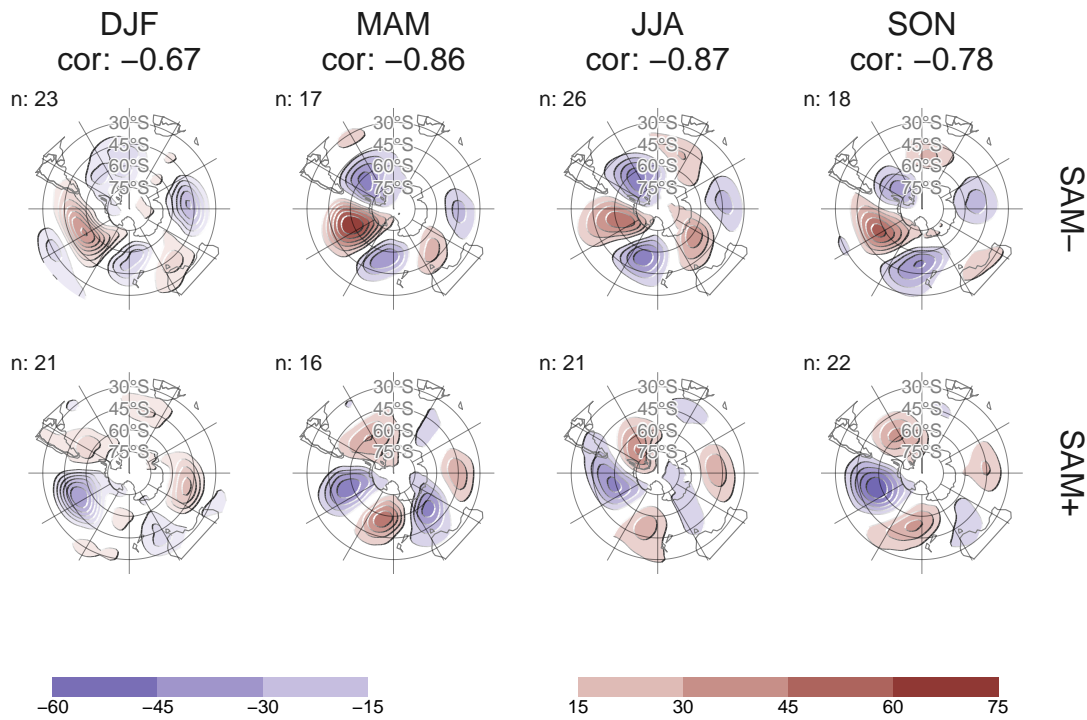 DJF MAM JJA SON
cor: −0.67 cor: −0.86 cor: −0.87 cor: −0.78
n: 23 n: 17 n: 26 n: 18
30°S 30°S 30°S 30°S
45°S 45°S 45°S 45°S
60°S 60°S 60°S 60°S
75°S 75°S 75°S 75°S
SAM−
n: 21 n: 16 n: 21 n: 22
30°S 30°S 30°S 30°S
45°S 45°S 45°S 45°S
60°S 60°S 60°S 60°S
75°S 75°S 75°S 75°S
SAM+
−60 −45 −30 −15 15 30 45 60 75